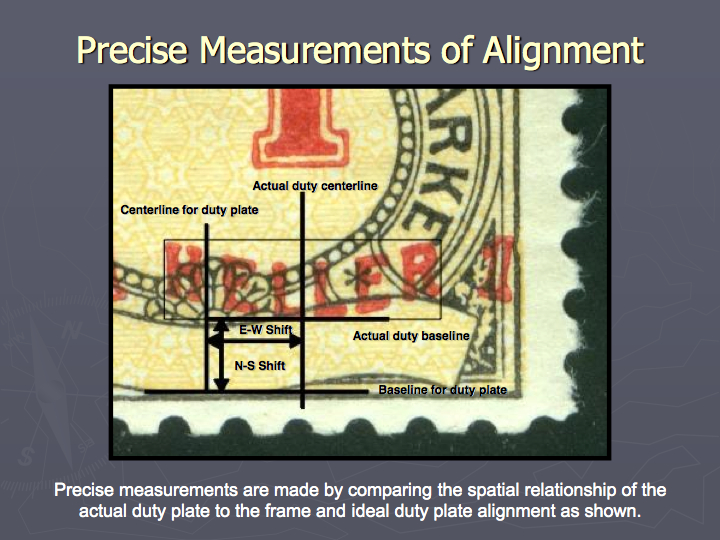 Precise Measurements of Alignment
1
ARKE
Actual duty centerline
Centerline for duty plate
HELLER 1
E-W Shift
Actual duty baseline
N-S Shift
Baseline for duty plate
N
S
Precise measurements are made by comparing the spatial relationship of the
actual duty plate to the frame and ideal duty plate alignment as shown.